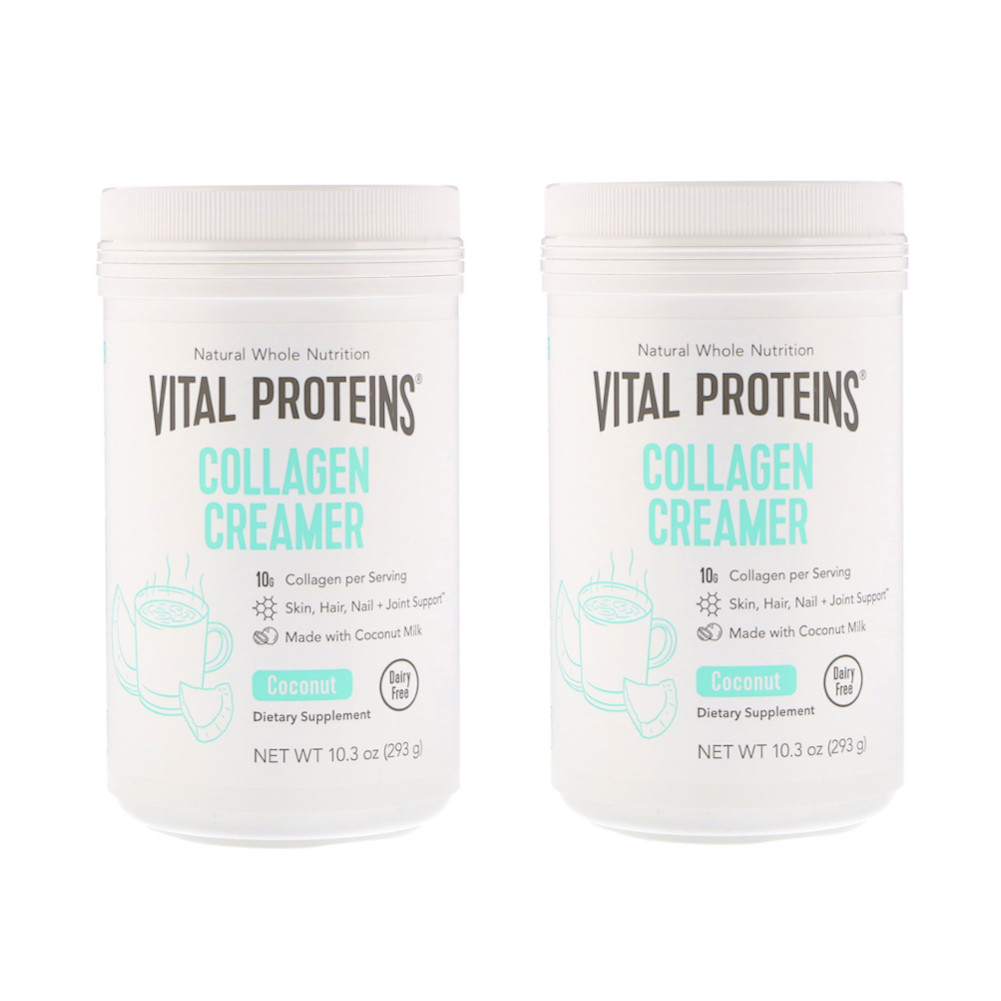 Natural Whole Nutrition
VITAL PROTEINS®
COLLAGEN
CREAMER
10G Collagen per Serving
Skin, Hair, Nail + Joint Support**
Made with Coconut Milk
Coconut
Dairy
Free
Dietary Supplement
NET WT 10.3 oz (293 g)
Natural Whole Nutrition
VITAL PROTEINS®
COLLAGEN
CREAMER
10G Collagen per Serving
Skin, Hair, Nail + Joint Support**
Made with Coconut Milk
Coconut
Dairy
Free
Dietary Supplement
NET WT 10.3 oz (293 g)